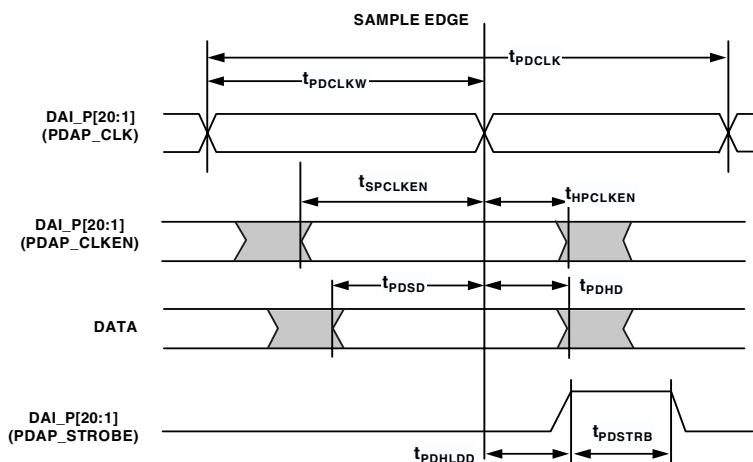 SAMPLE EDGE
tPDCLK
tPDCLKW
DAI_P[20:1]
(PDAP_CLK)
tSPCLKEN
tHPCLKEN
DAI_P[20:1]
(PDAP_CLKEN)
tPDSD
tPDHD
DATA
DAI_P[20:1]
(PDAP_STROBE)
tPDHLDD
tPDSTRB